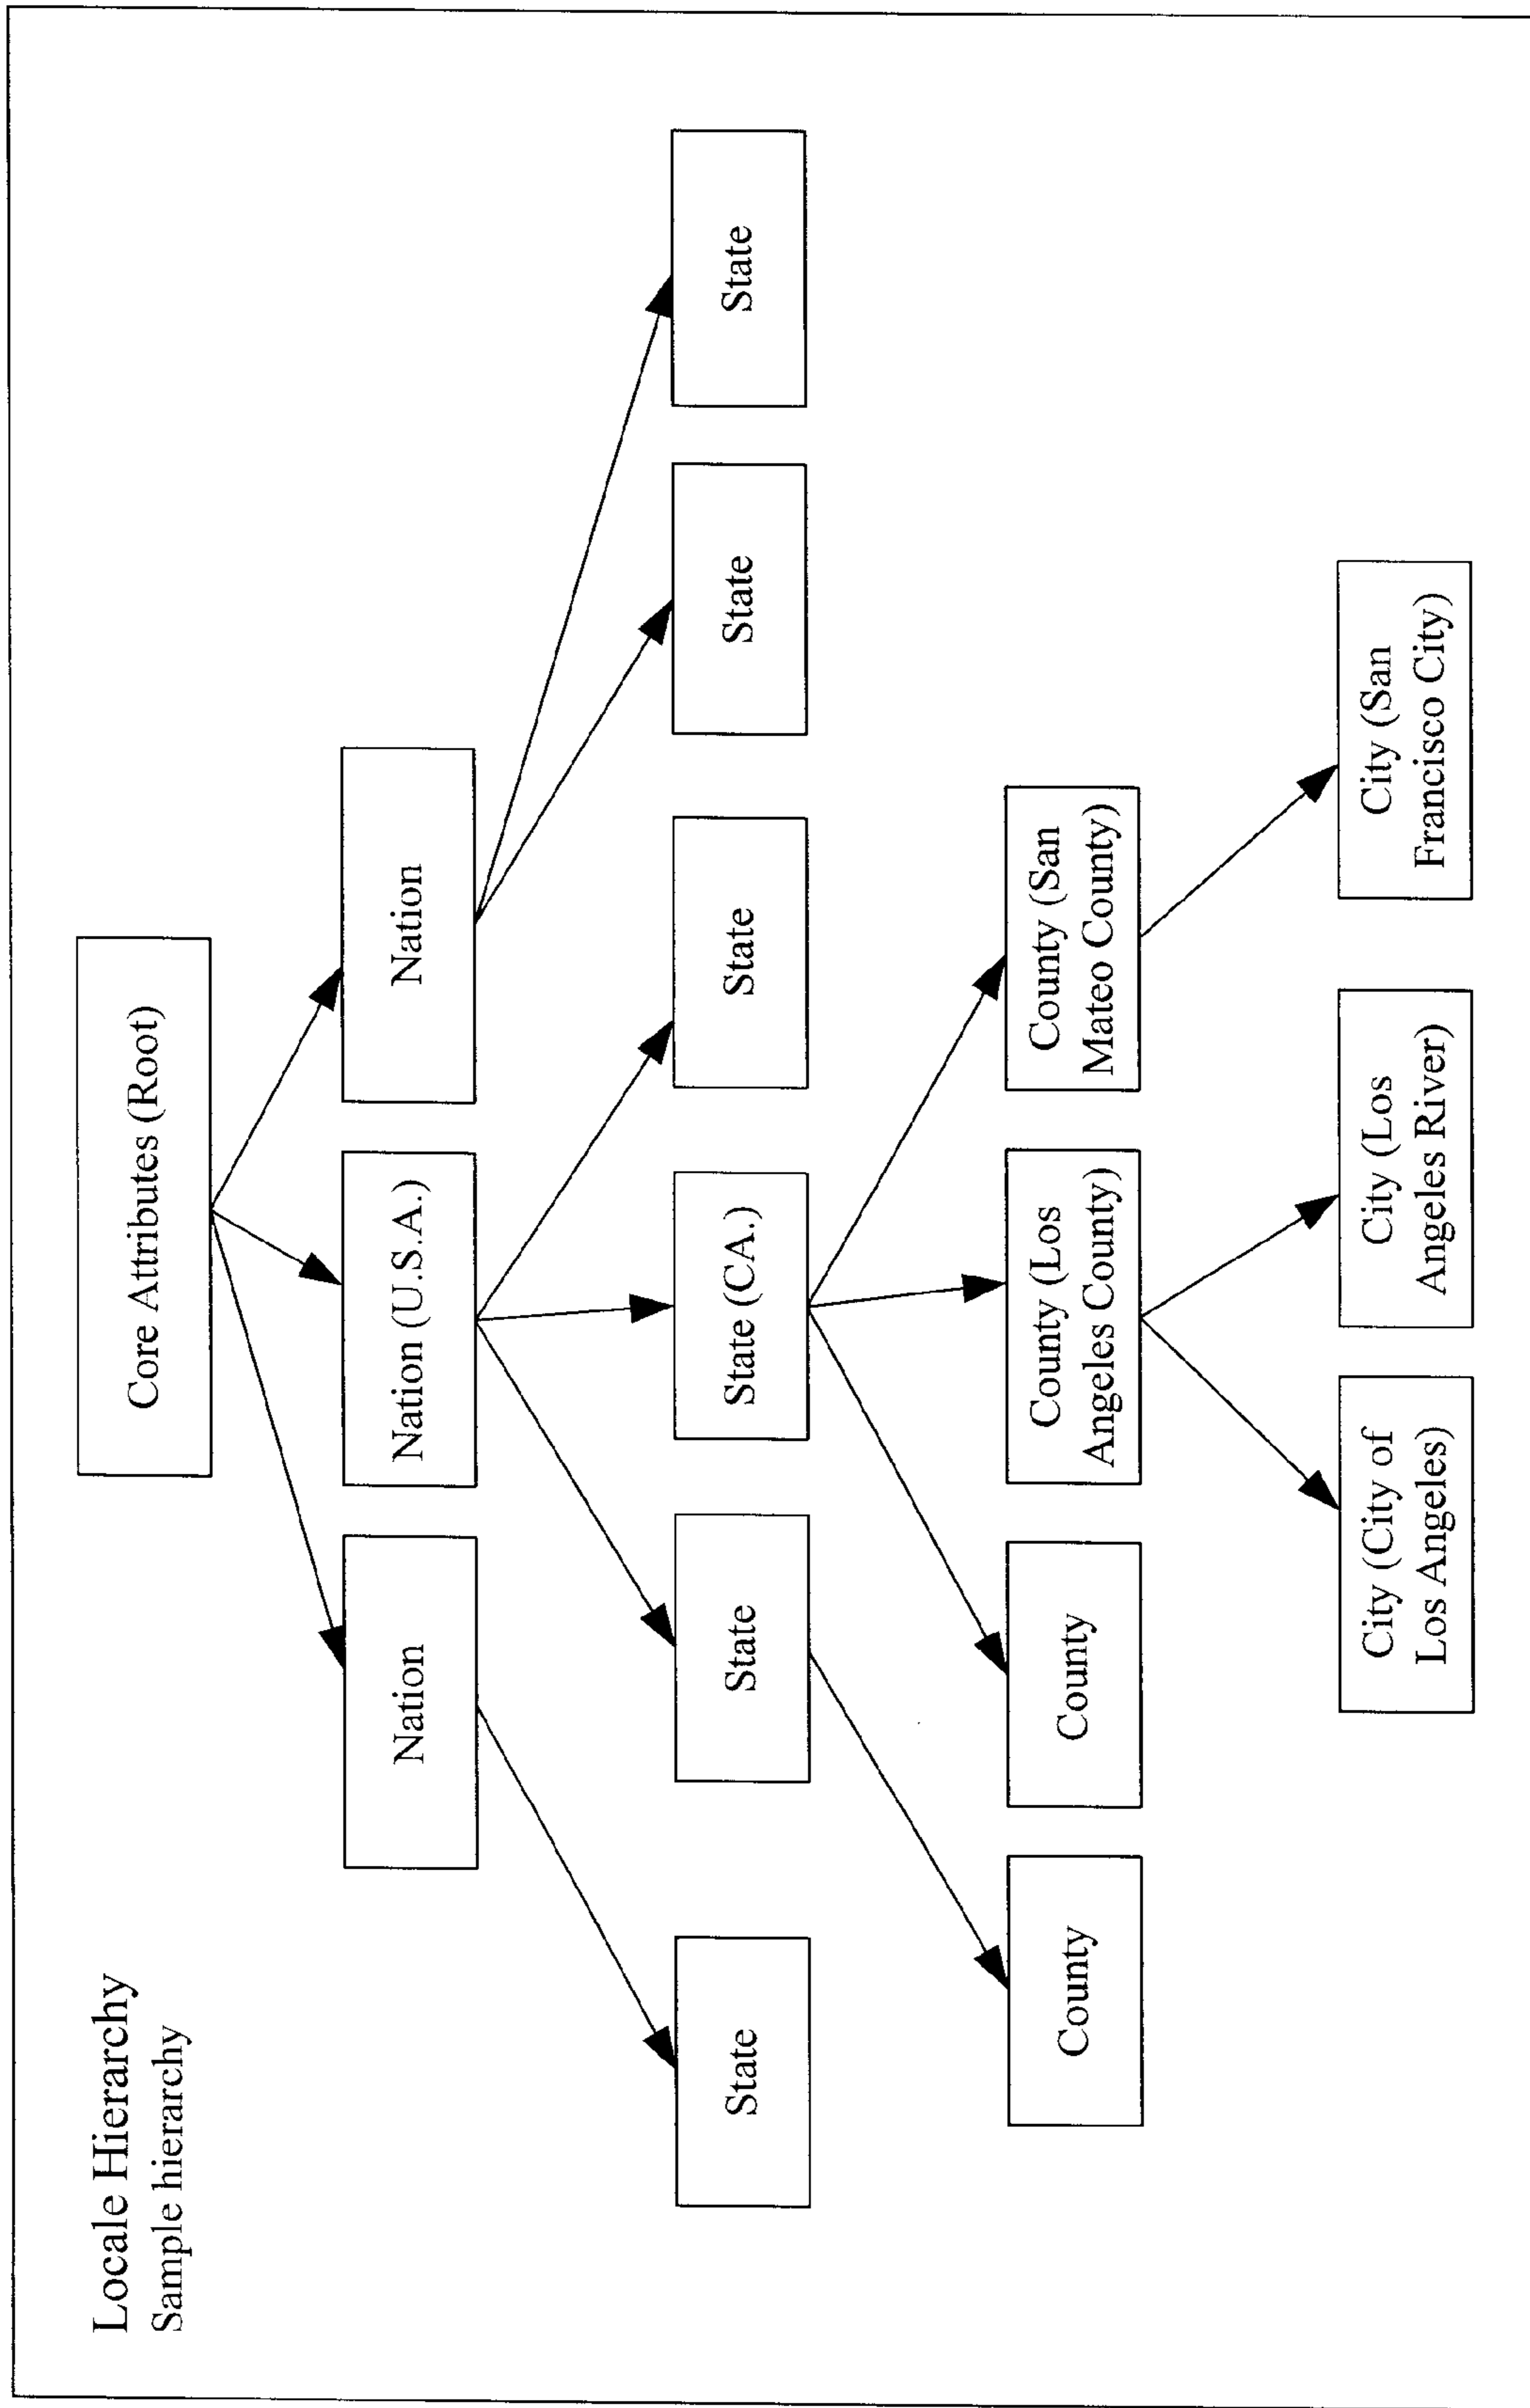 Locale Hierarchy
Sample hierarchy
Core Attributes (Root)
Nation
Nation (U.S.A.)
Nation
State
State
State (CA.)
State
State
State
County
County
County (Los
Angeles County)
County (San
Mateo County)
City (City of
Los Angeles)
City (Los
Angeles River)
City (San
Francisco City)